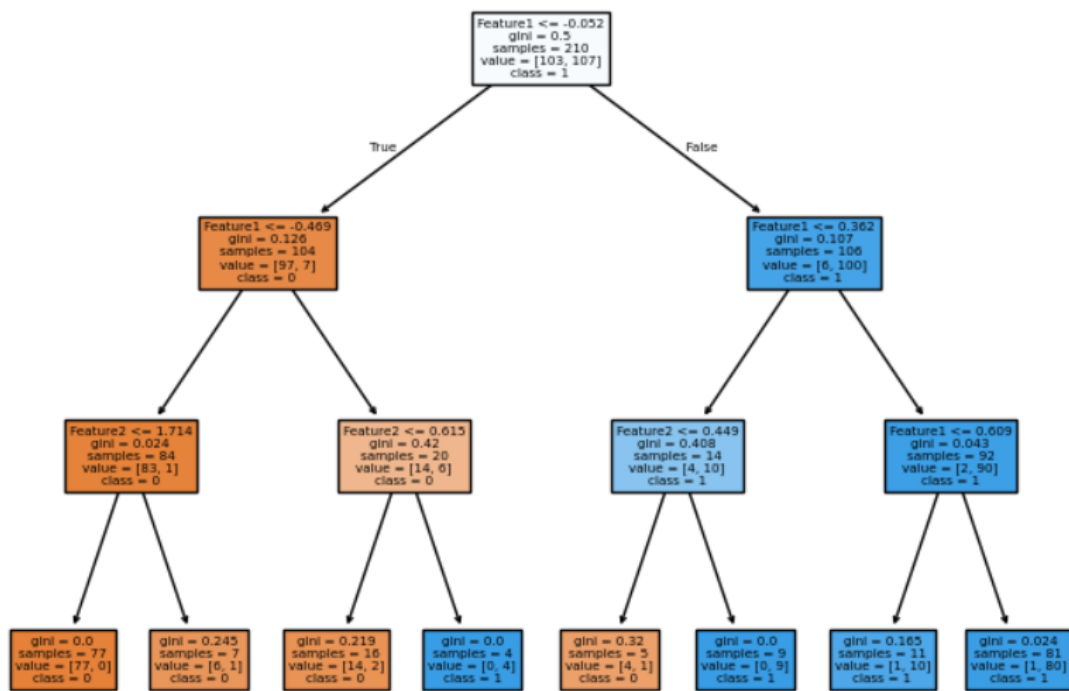 Feature1 <= -0.052
gini = 0.5
samples = 210
value = [103, 107]
class = 1
True
False
Feature1 <= -0.469
gini = 0.126
samples = 104
value = [97, 7]
class = 0
Feature1 <= 0.362
gini = 0.107
samples = 106
value = [6, 100]
class = 1
Feature2 <= 1.714
gini = 0.024
samples = 84
value = [83, 1]
class = 0
Feature2 <= 0.615
gini = 0.42
samples = 20
value = [14, 6]
class = 0
Feature2 <= 0.449
gini = 0.408
samples = 14
value = [4, 10]
class = 1
Feature1 <= 0.609
gini = 0.043
samples = 92
value = [2, 90]
class = 1
gini = 0.0
samples = 77
value = [77, 0]
class = 0
gini = 0.245
samples = 7
value = [6, 1]
class = 0
gini = 0.219
samples = 16
value = [14, 2]
class = 0
gini = 0.0
samples = 4
value = [0, 4]
class = 1
gini = 0.32
samples = 5
value = [4, 1]
class = 0
gini = 0.0
samples = 9
value = [0, 9]
class = 1
gini = 0.165
samples = 11
value = [1, 10]
class = 1
gini = 0.024
samples = 81
value = [1, 80]
class = 1